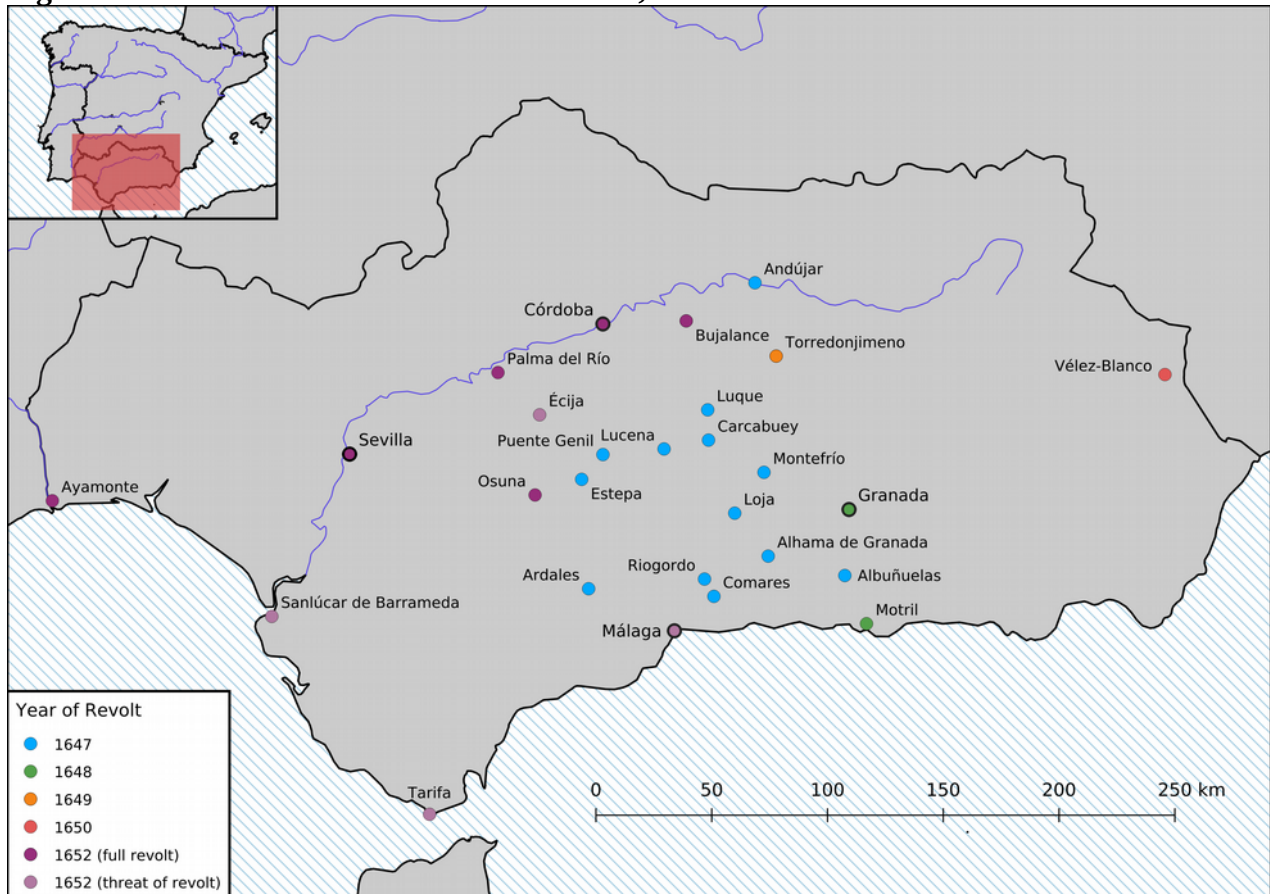 Andújar
Córdoba
Bujalance
Torredonjimeno
Palma del Río
Vélez-Blanco
Écija
Luque
Carcabuey
Puente Genil
Lucena
Sevilla
Montefrío
Osuna
Estepa
Ayamonte
Loja
Granada
Alhama de Granada
Riogordo
Ardales
Comares
Albuñuelas
Sanlúcar de Barrameda
Motril
Málaga
Tarifa
0 50 100 150 200 250 km
Year of Revolt
1647
1648
1649
1650
1652 (full revolt)
1652 (threat of revolt)